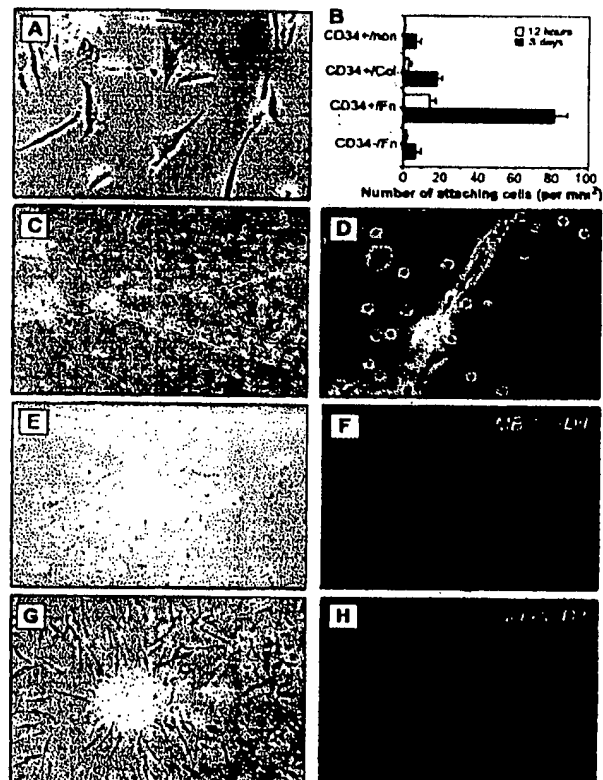 A
B
CD34+/non
CD34+/Col
CD34+/Fn
CD34-/Fn
12 hours
3 days
0 20 40 60 80 100
Number of attaching cells (per mm²)
C
D
E
F
G
H